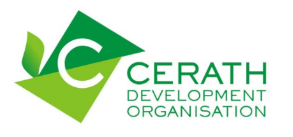 C
CERATH
DEVELOPMENT
ORGANISATION